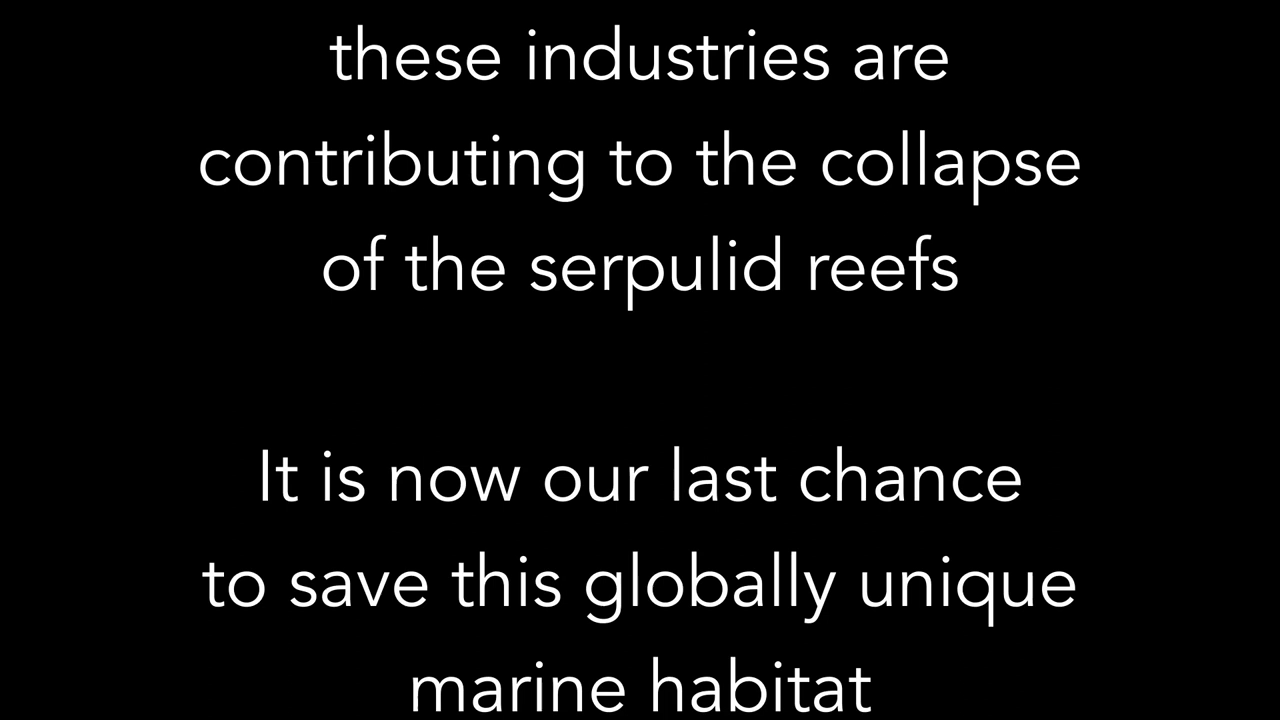 these industries are
contributing to the collapse
of the serpulid reefs
It is now our last chance
to save this globally unique
marine habitat